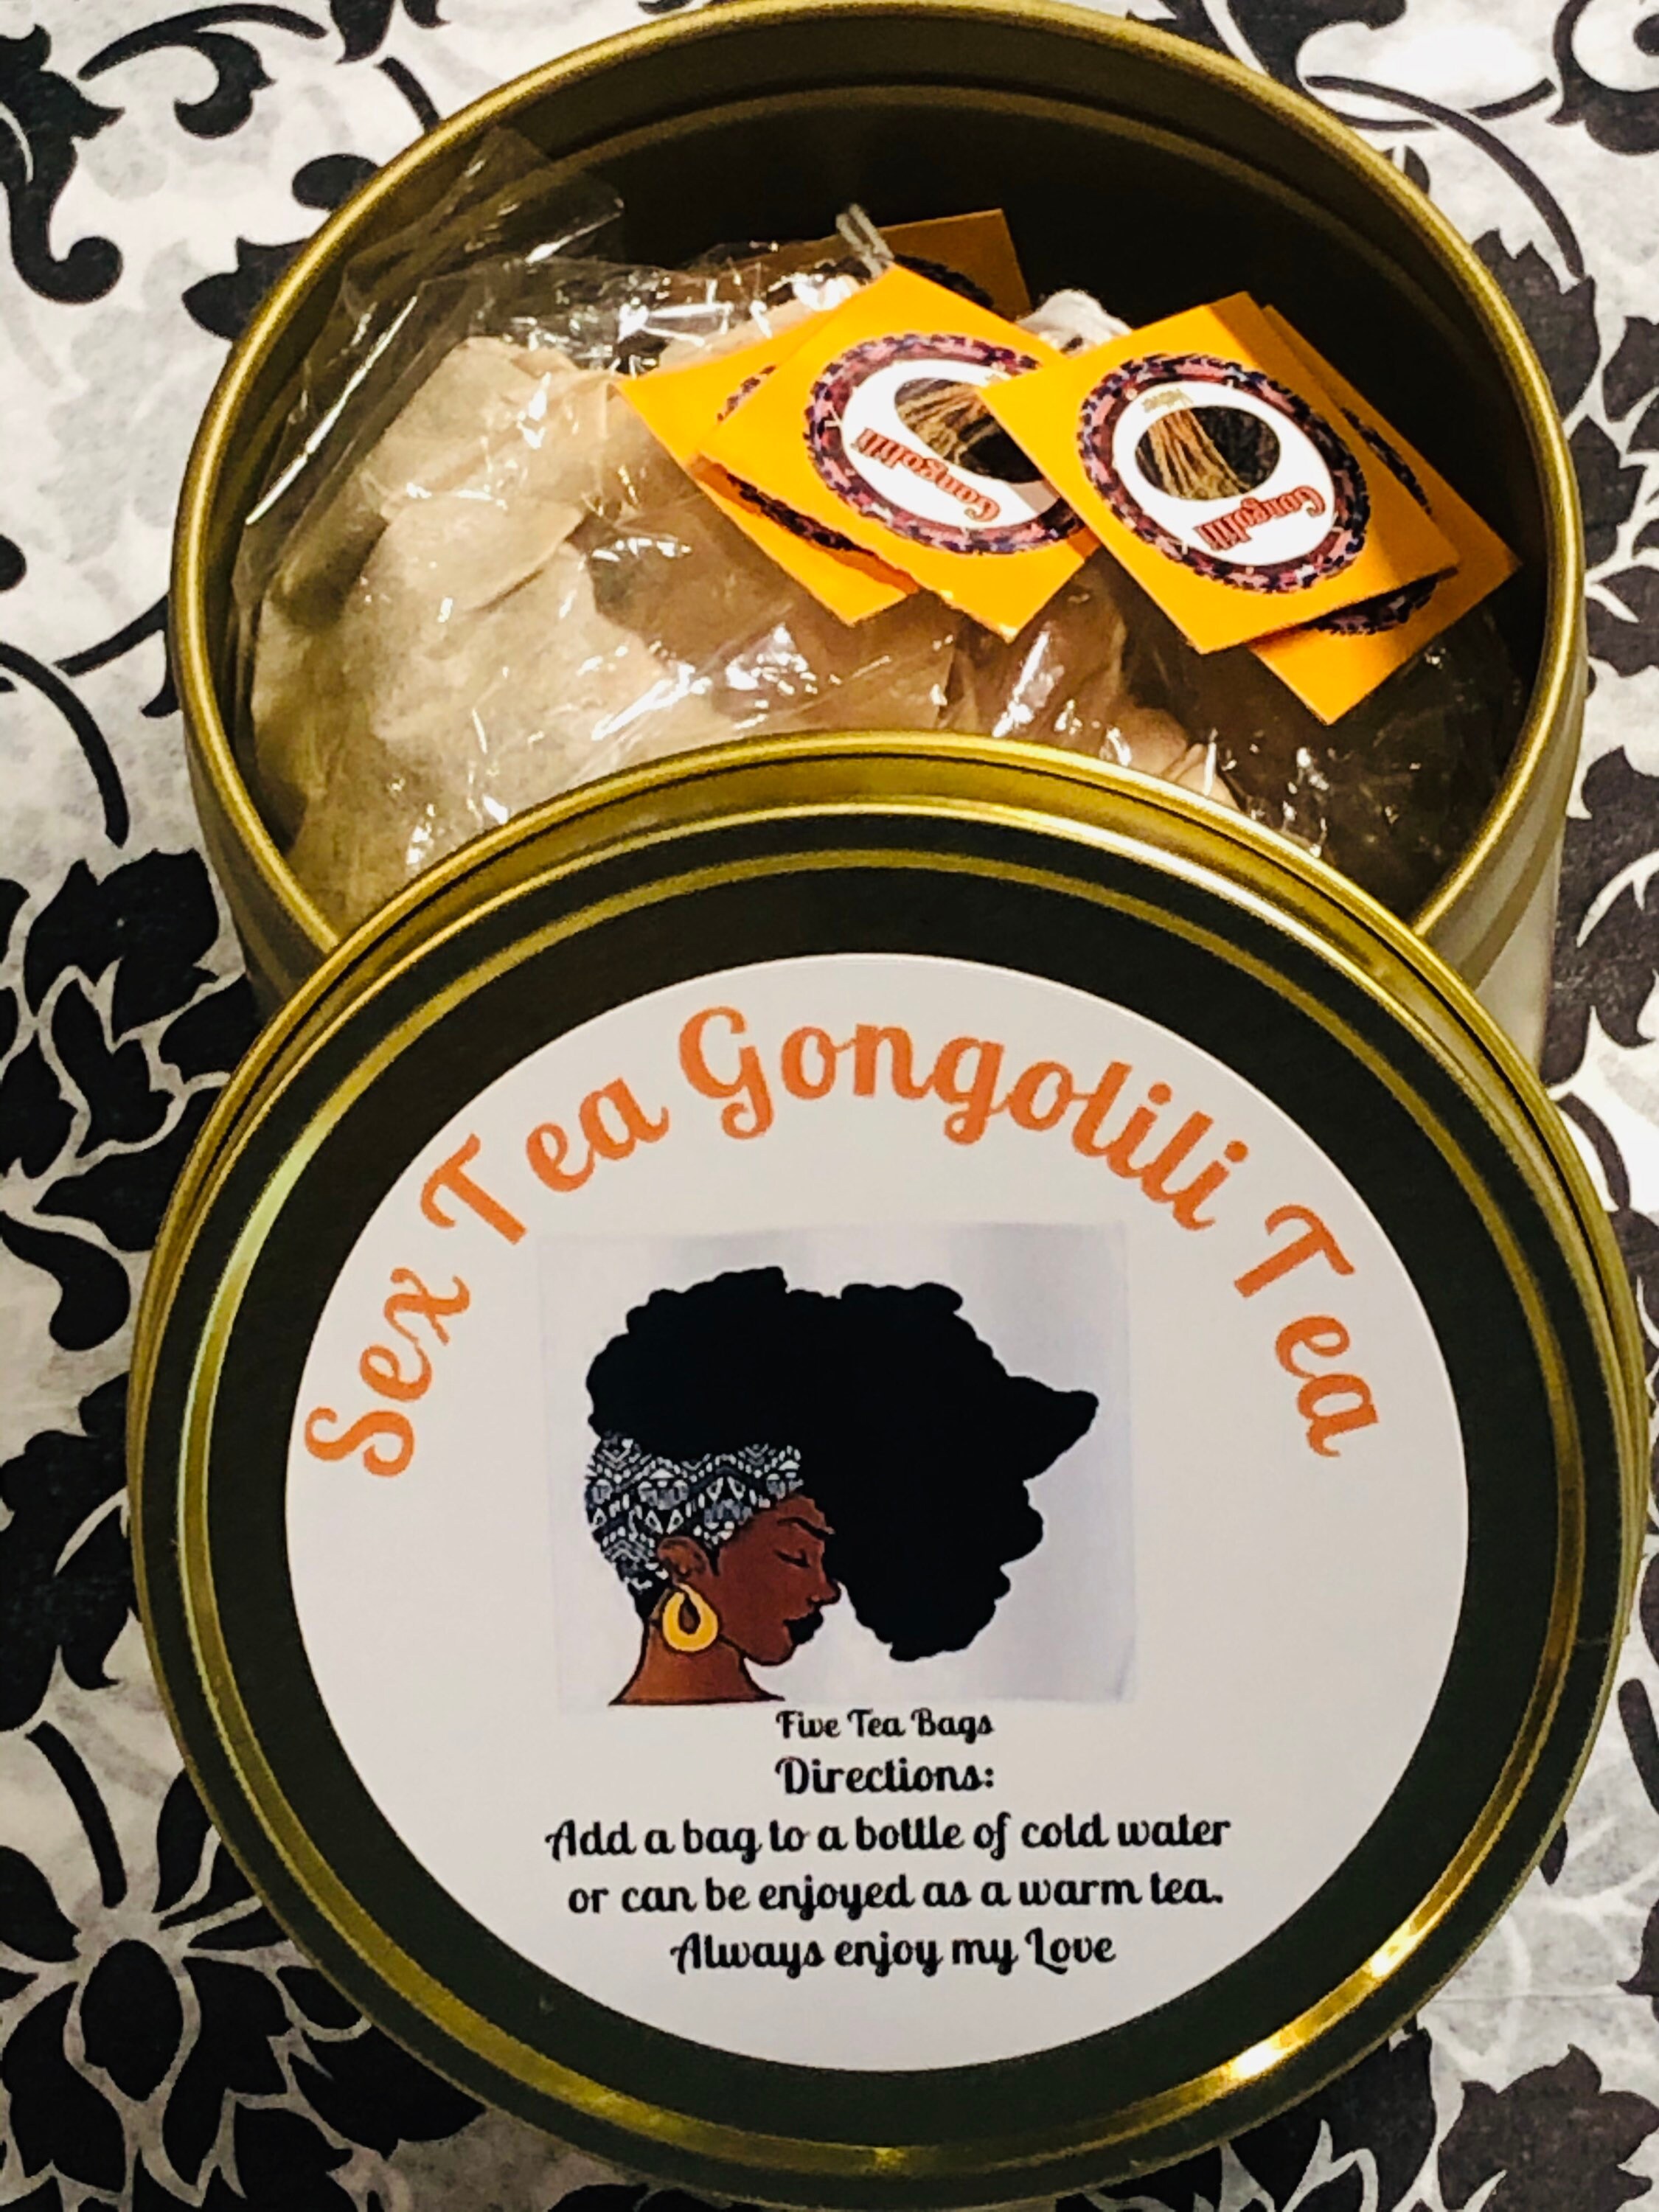 Gongolili
Gongolili
Sex Tea Gongolili Tea
Five Tea Bags
Directions:
Add a bag to a bottle of cold water
or can be enjoyed as a warm tea.
Always enjoy my Love